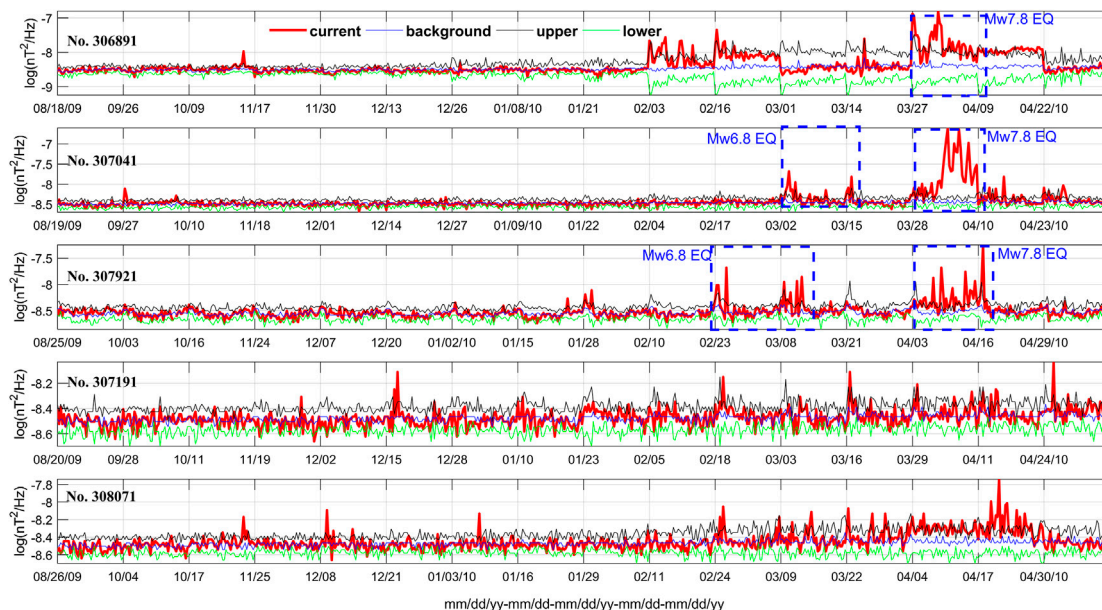 current background upper lower
No. 306891
Mw7.8 EQ
log(nT²/Hz)
-7
-8
-9
08/18/09 09/26 10/09 11/17 11/30 12/13 12/26 01/08/10 01/21 02/03 02/16 03/01 03/14 03/27 04/09 04/22/10
No. 307041
Mw6.8 EQ Mw7.8 EQ
log(nT²/Hz)
-7
-7.5
-8
-8.5
08/19/09 09/27 10/10 11/18 12/01 12/14 12/27 01/09/10 01/22 02/04 02/17 03/02 03/15 03/28 04/10 04/23/10
No. 307921
Mw6.8 EQ Mw7.8 EQ
log(nT²/Hz)
-7.5
-8
-8.5
08/25/09 10/03 10/16 11/24 12/07 12/20 01/02/10 01/15 01/28 02/10 02/23 03/08 03/21 04/03 04/16 04/29/10
No. 307191
log(nT²/Hz)
-8.2
-8.4
-8.6
08/20/09 09/28 10/11 11/19 12/02 12/15 12/28 01/10 01/23 02/05 02/18 03/03 03/16 03/29 04/11 04/24/10
No. 308071
log(nT²/Hz)
-7.8
-8
-8.2
-8.4
-8.6
08/26/09 10/04 10/17 11/25 12/08 12/21 01/03/10 01/16 01/29 02/11 02/24 03/09 03/22 04/04 04/17 04/30/10
mm/dd/yy-mm/dd-mm/dd/yy-mm/dd-mm/dd/yy